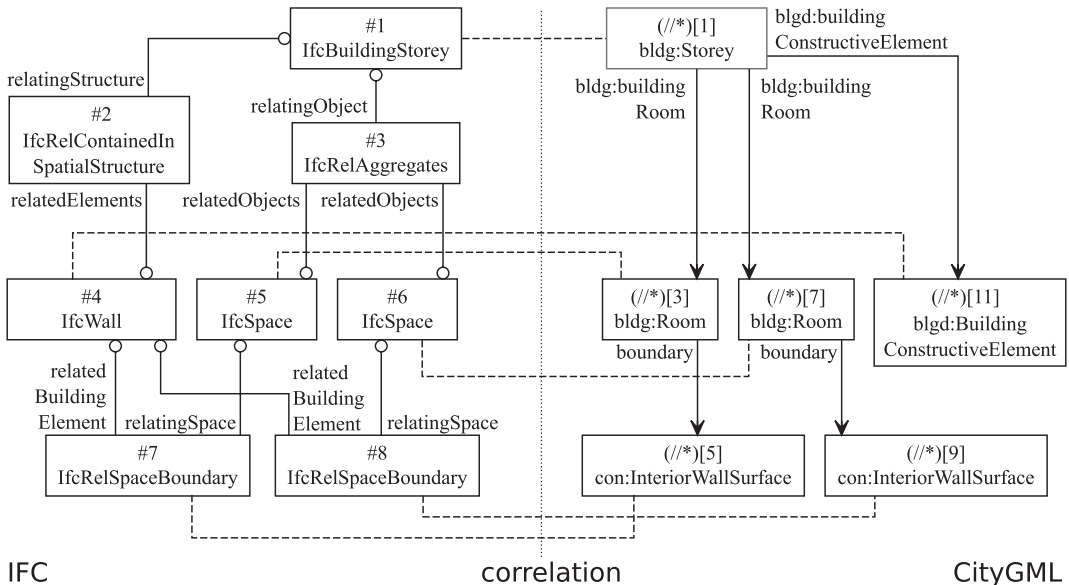 #1
IfcBuildingStorey
(//*)[1]
bldg:Storey
blgd:building
ConstructiveElement
relatingStructure
#2
IfcRelContainedIn
SpatialStructure
relatingObject
#3
IfcRelAggregates
bldg:building
Room
bldg:building
Room
relatedElements
relatedObjects
relatedObjects
#4
IfcWall
#5
IfcSpace
#6
IfcSpace
(//*)[3]
bldg:Room
(//*)[7]
bldg:Room
(//*)[11]
blgd:Building
ConstructiveElement
boundary
boundary
related
Building
Element
relatingSpace
related
Building
Element
relatingSpace
#7
IfcRelSpaceBoundary
#8
IfcRelSpaceBoundary
(//*)[5]
con:InteriorWallSurface
(//*)[9]
con:InteriorWallSurface
IFC
correlation
CityGML